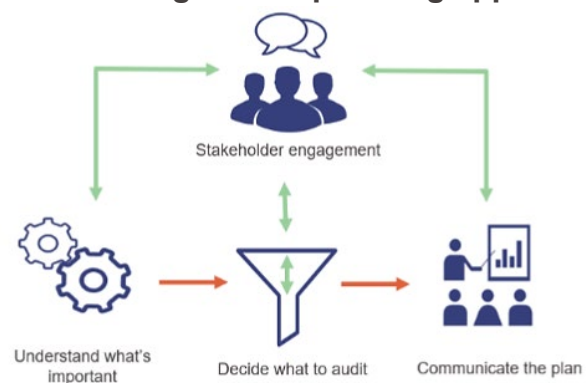 Stakeholder engagement
Understand what's
important
Decide what to audit
Communicate the plan